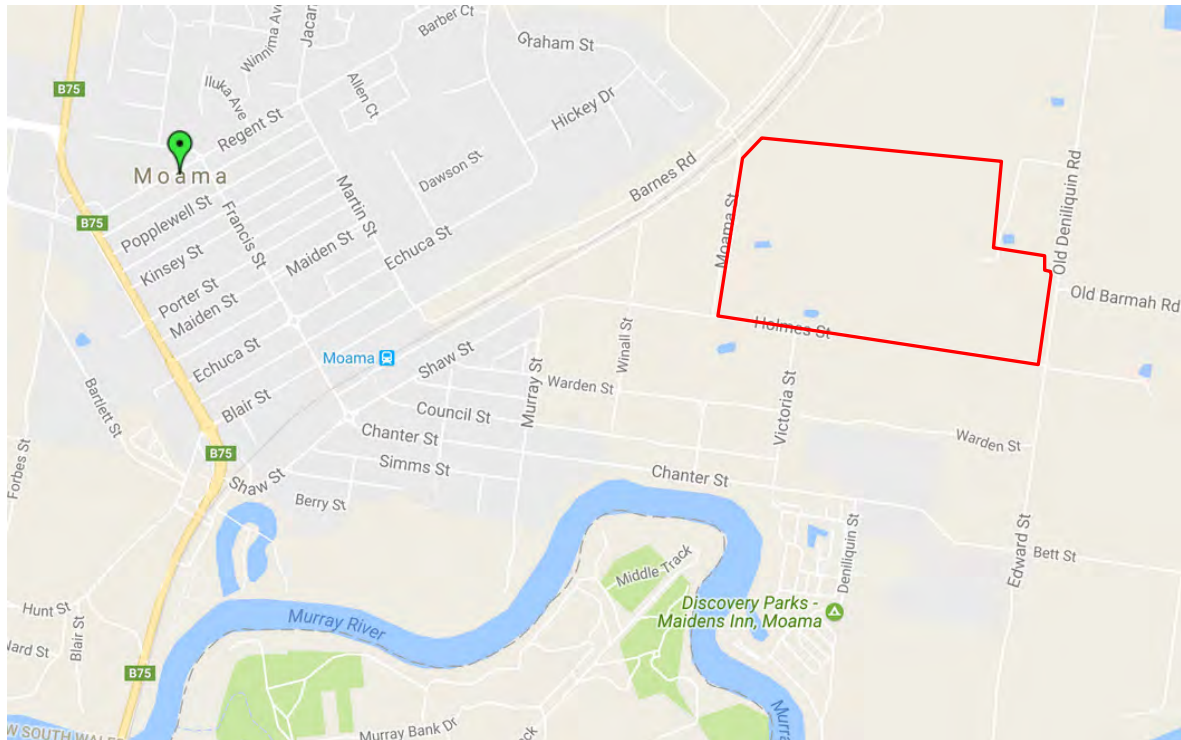 B75
Winnima Ave
Jacar
Barber Ct
Graham St
Iluka Ave
Allen Ct
Hickey Dr
Regent St
Moama
Dawson St
Barnes Rd
Martin St
Popplewell St
B75
Francis St
Moama St
Old Deniliquin Rd
Kinsey St
Maiden St
Echuca St
Porter St
Maiden St
Old Barmah Rd
Holmes St
Winall St
Moama
Shaw St
Echuca St
Murray St
Warden St
Bartlett St
Blair St
Council St
Victoria St
Chanter St
Warden St
B75
Simms St
Chanter St
Forbes St
Shaw St
Berry St
Deniliquin St
Edward St
Bett St
Middle Track
Hunt St
Blair St
Murray River
Discovery Parks -
Maidens Inn, Moama
Ward St
B75
Murra
Murray Bank Dr
W SOUTH WALE